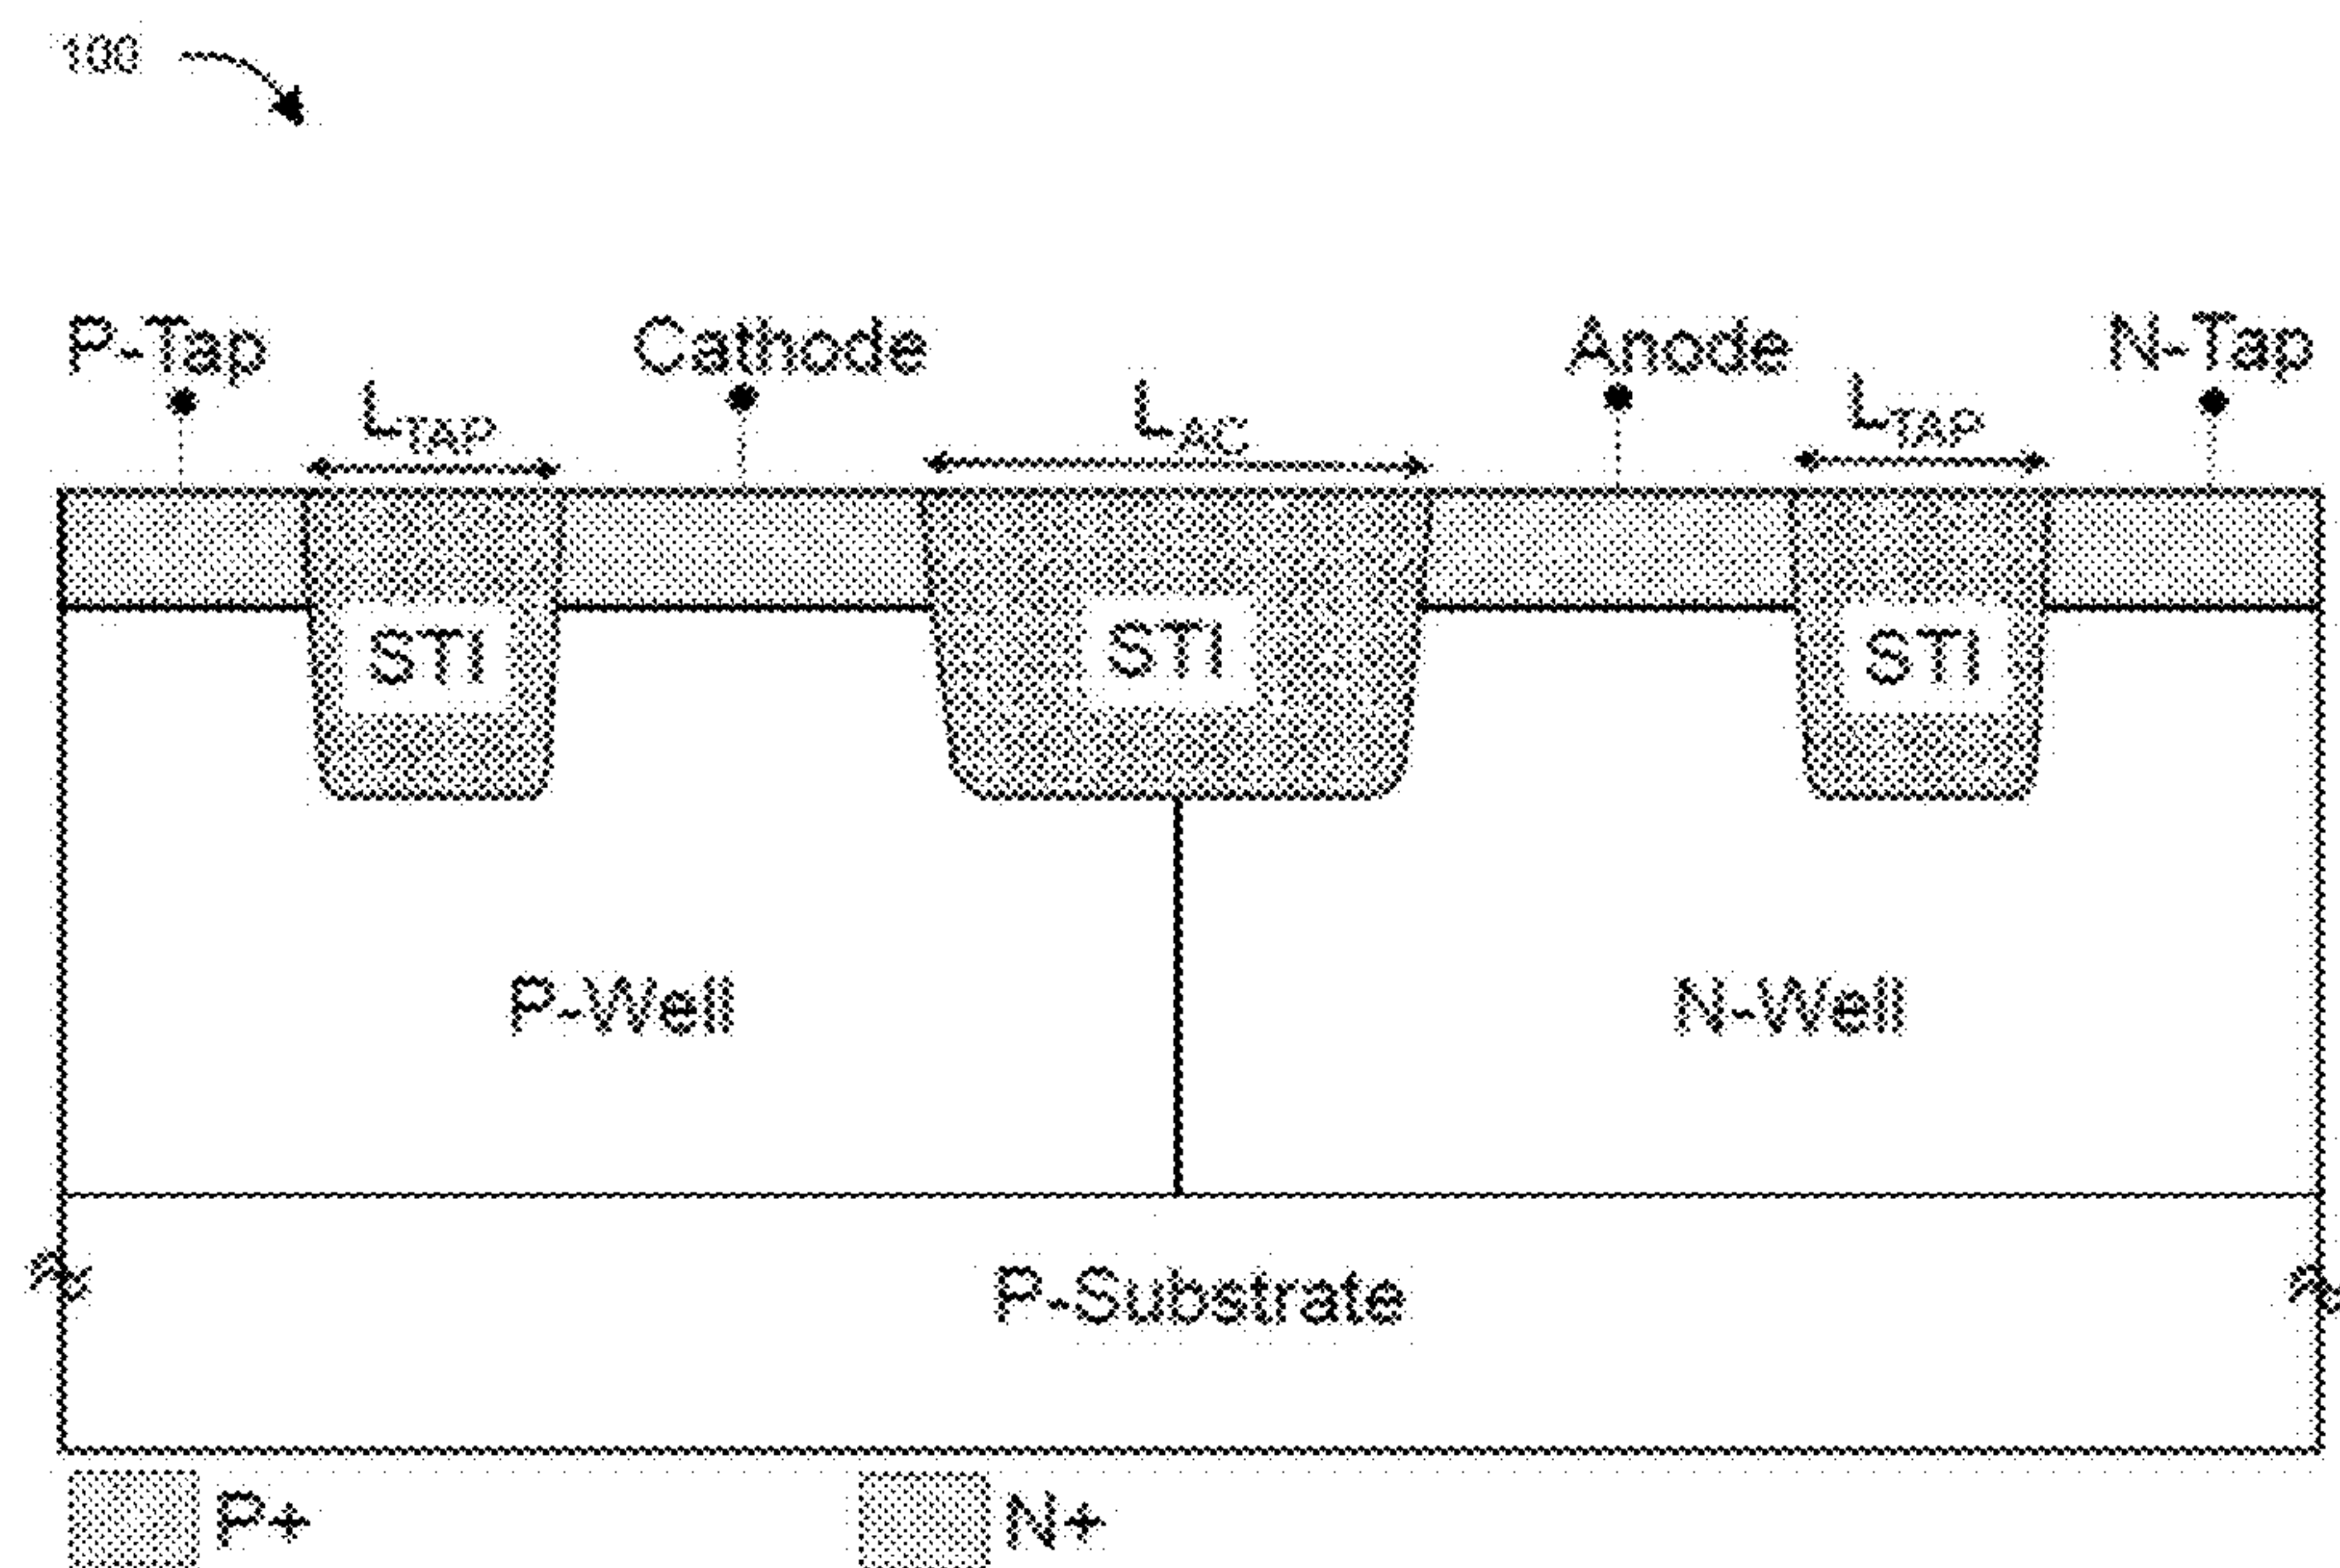 100
P-Tap Cathode Anode N-Tap
LTAP LAC LTAP
STI STI STI
P-Well N-Well
P-Substrate
P+ N+